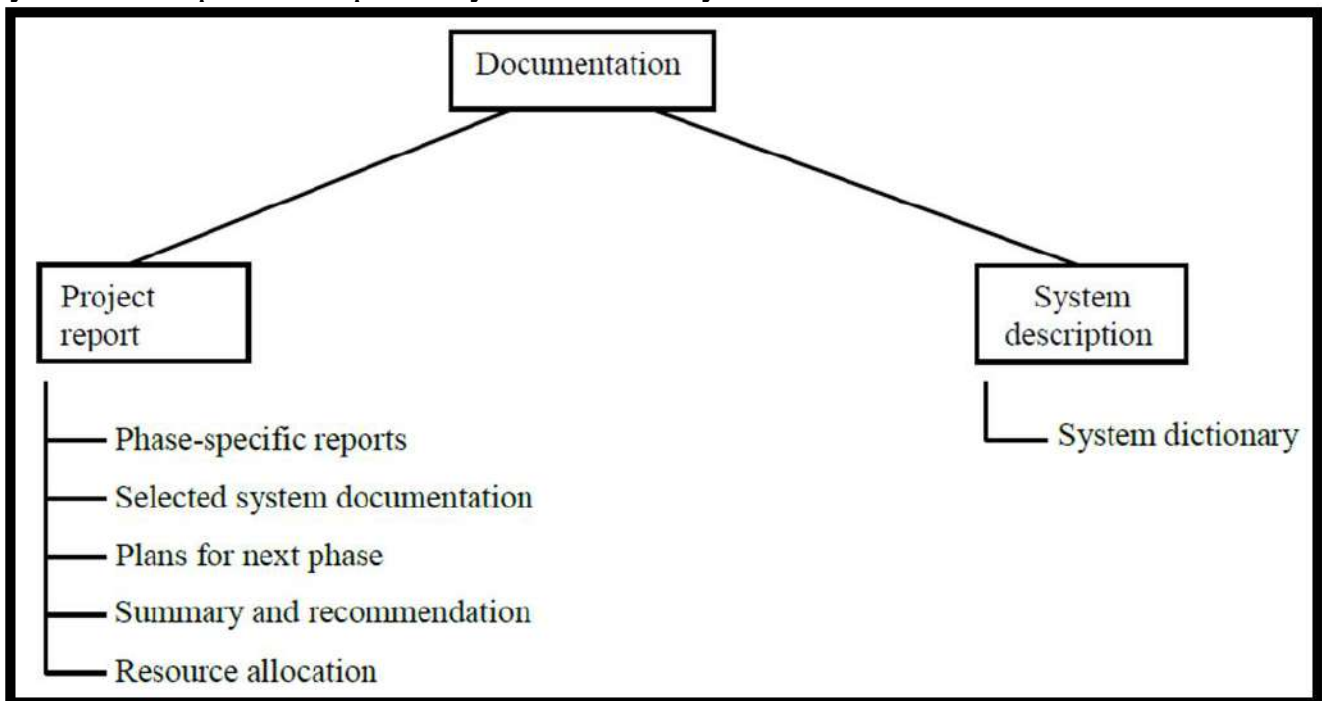 Documentation
Project
report
System
description
Phase-specific reports
Selected system documentation
Plans for next phase
Summary and recommendation
Resource allocation
System dictionary